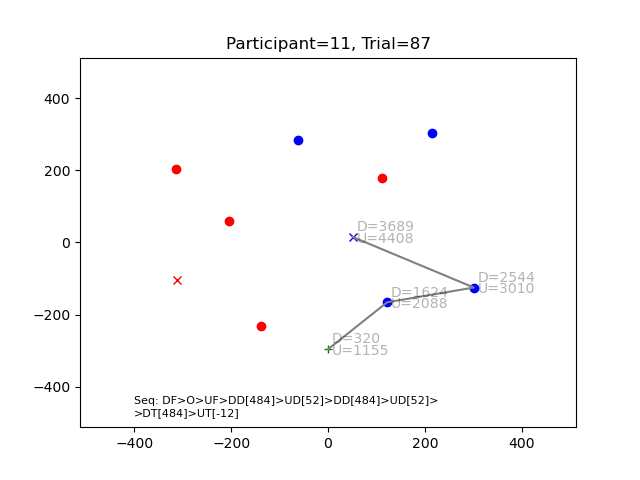 Participant=11, Trial=87
400
200
0
−200
−400
D=3689
U=4408
D=2544
U=3010
D=1624
U=2088
D=320
U=1155
Seq: DF>O>UF>DD[484]>UD[52]>DD[484]>UD[52]>
>DT[484]>UT[-12]
−400 −200 0 200 400